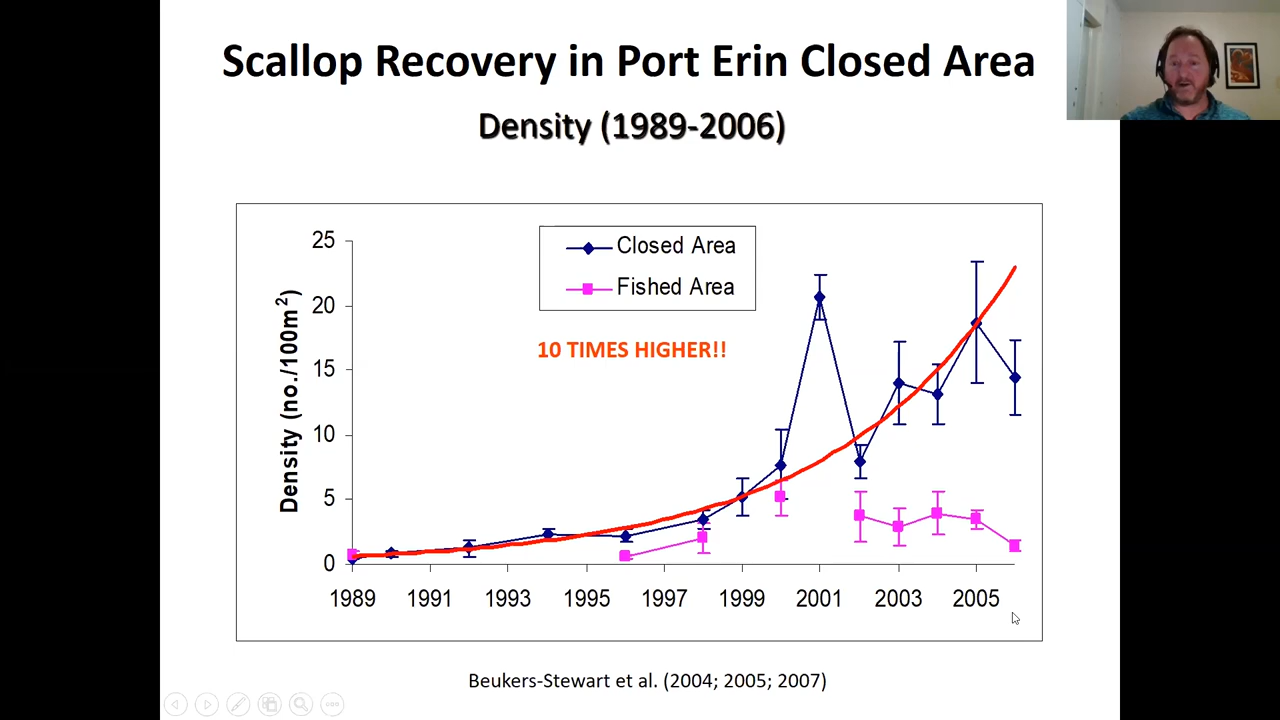 Scallop Recovery in Port Erin Closed Area
Density (1989-2006)
Closed Area
Fished Area
10 TIMES HIGHER!!
Density (no./100m²)
25
20
15
10
5
0
1989 1991 1993 1995 1997 1999 2001 2003 2005
Beukers-Stewart et al. (2004; 2005; 2007)